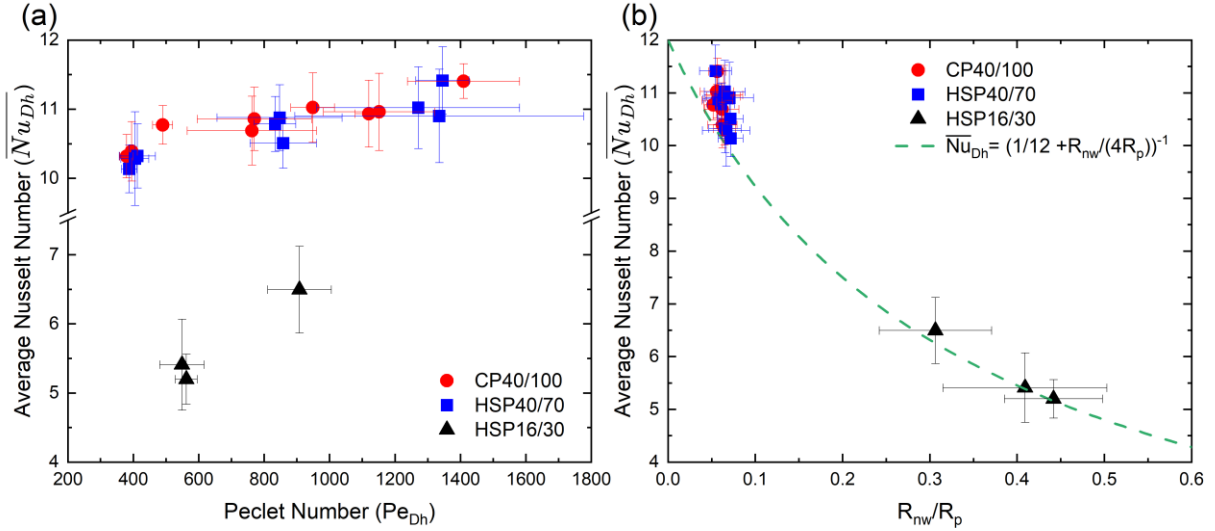 (a)
12
11
10
7
6
5
4
200 400 600 800 1000 1200 1400 1600 1800
Average Nusselt Number (Nu_Dh)
Peclet Number (Pe_Dh)
CP40/100
HSP40/70
HSP16/30
(b)
12
11
10
9
8
7
6
5
4
0.0 0.1 0.2 0.3 0.4 0.5 0.6
Average Nusselt Number (Nu_Dh)
R_nw/R_p
CP40/100
HSP40/70
HSP16/30
Nu_Dh= (1/12 +R_nw/(4R_p))^-1